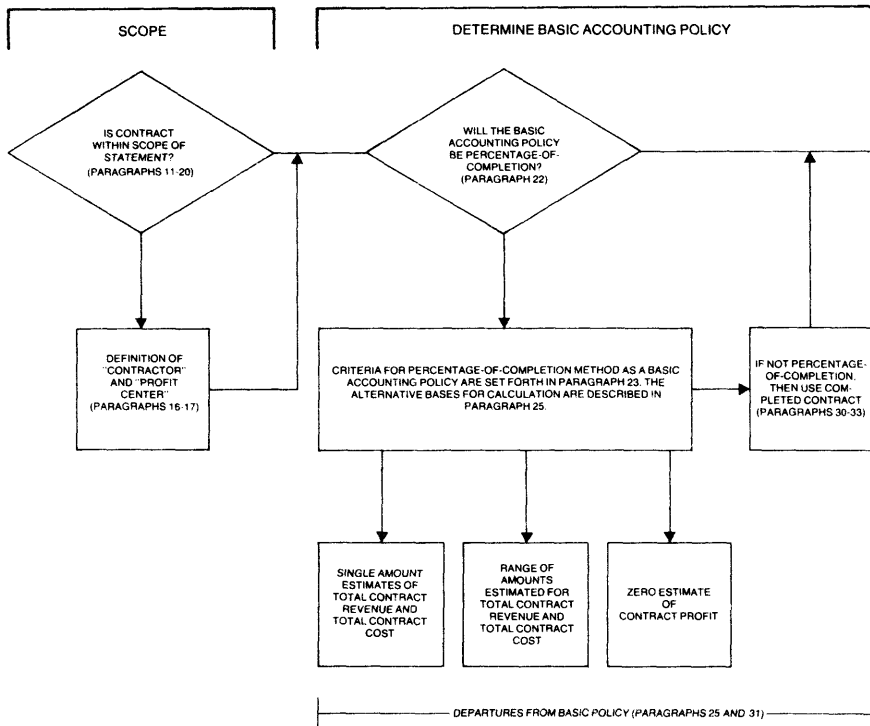 SCOPE
DETERMINE BASIC ACCOUNTING POLICY
IS CONTRACT
WITHIN SCOPE OF
STATEMENT?
(PARAGRAPHS 11-20)
WILL THE BASIC
ACCOUNTING POLICY
BE PERCENTAGE-OF-
COMPLETION?
(PARAGRAPH 22)
DEFINITION OF
"CONTRACTOR"
AND "PROFIT
CENTER"
(PARAGRAPHS 16-17)
CRITERIA FOR PERCENTAGE-OF-COMPLETION METHOD AS A BASIC
ACCOUNTING POLICY ARE SET FORTH IN PARAGRAPH 23. THE
ALTERNATIVE BASES FOR CALCULATION ARE DESCRIBED IN
PARAGRAPH 25.
IF NOT PERCENTAGE-
OF-COMPLETION,
THEN USE COM-
PLETED CONTRACT
(PARAGRAPHS 30-33)
SINGLE AMOUNT
ESTIMATES OF
TOTAL CONTRACT
REVENUE AND
TOTAL CONTRACT
COST
RANGE OF
AMOUNTS
ESTIMATED FOR
TOTAL CONTRACT
REVENUE AND
TOTAL CONTRACT
COST
ZERO ESTIMATE
OF
CONTRACT PROFIT
DEPARTURES FROM BASIC POLICY (PARAGRAPHS 25 AND 31)